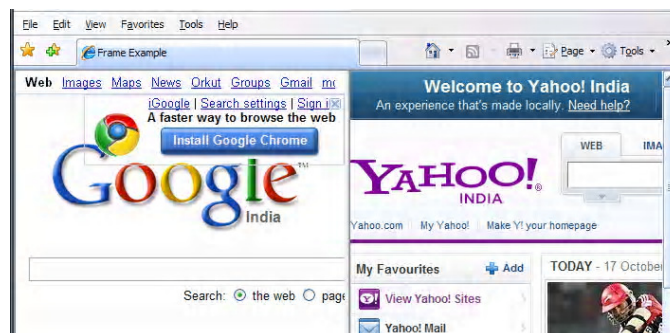 File Edit View Favorites Tools Help
Frame Example
Page Tools
Web Images Maps News Orkut Groups Gmail
iGoogle | Search settings | Sign i
A faster way to browse the web
Install Google Chrome
Google™
India
Search: the web page
Welcome to Yahoo! India
An experience that's made locally. Need help?
WEB IMA
YAHOO!®
INDIA
Yahoo.com My Yahoo! Make Y! your homepage
My Favourites Add
View Yahoo! Sites
Yahoo! Mail
TODAY - 17 October